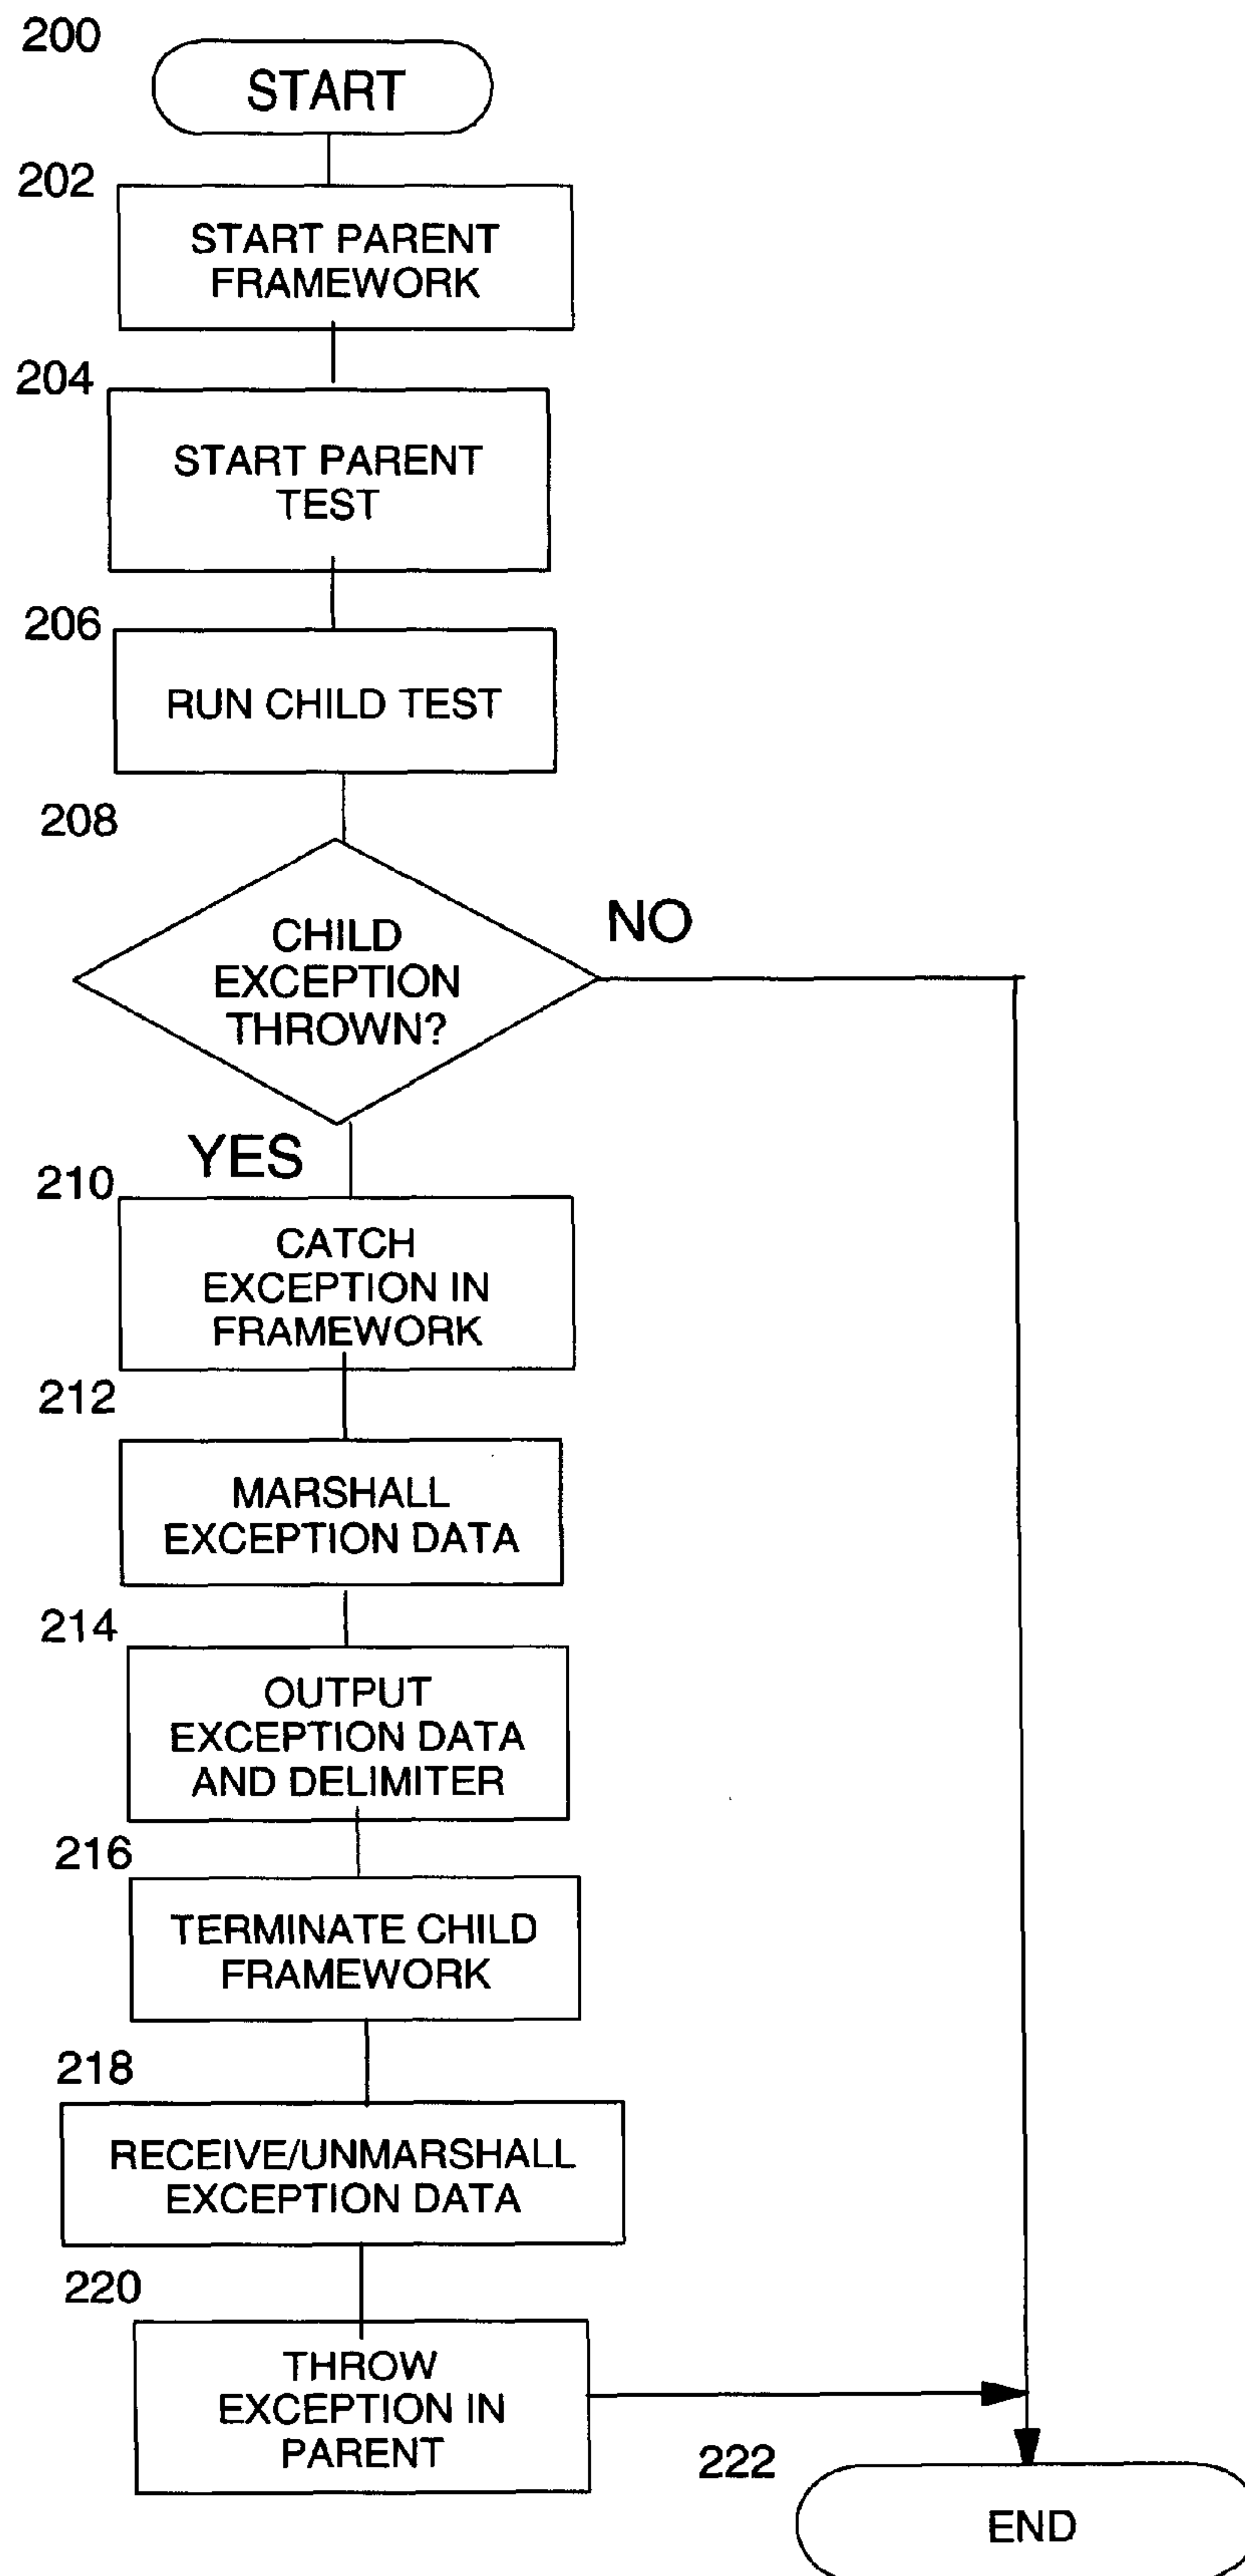 200
START
202
START PARENT
FRAMEWORK
204
START PARENT
TEST
206
RUN CHILD TEST
208
CHILD
EXCEPTION
THROWN?
NO
YES
210
CATCH
EXCEPTION IN
FRAMEWORK
212
MARSHALL
EXCEPTION DATA
214
OUTPUT
EXCEPTION DATA
AND DELIMITER
216
TERMINATE CHILD
FRAMEWORK
218
RECEIVE/UNMARSHALL
EXCEPTION DATA
220
THROW
EXCEPTION IN
PARENT
222
END